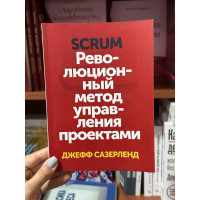 SCRUM
Рево-
люцион-
ный
метод
управ-
ления
проектами
ДЖЕФФ САЗЕРЛЕНД